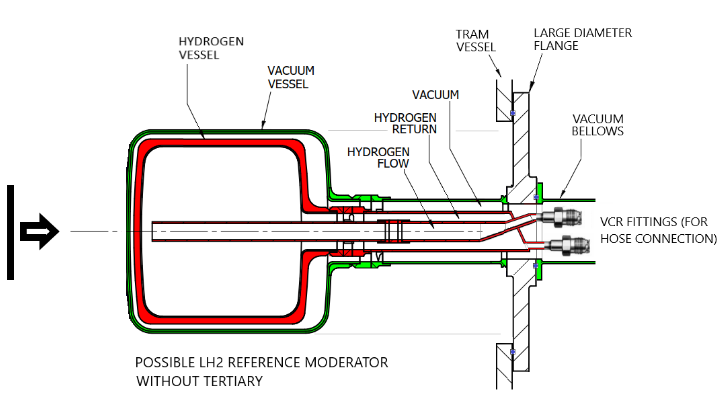 TRAM
VESSEL
LARGE DIAMETER
FLANGE
HYDROGEN
VESSEL
VACUUM
VESSEL
VACUUM
HYDROGEN
RETURN
HYDROGEN
FLOW
VACUUM
BELLOWS
VCR FITTINGS (FOR
HOSE CONNECTION)
POSSIBLE LH2 REFERENCE MODERATOR
WITHOUT TERTIARY